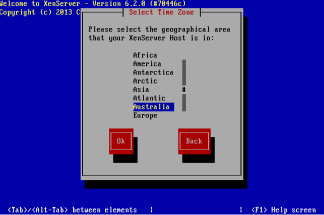 Welcome to XenServer - Version 6.2.0 (#70446c)
Copyright (c) 2013 C
Select Time Zone
Please select the geographical area
that your XenServer Host is in:
Africa
America
Antarctica
Arctic
Asia
Atlantic
Australia
Europe
Ok Back
<Tab>/<Alt-Tab> between elements | | <F1> Help screen